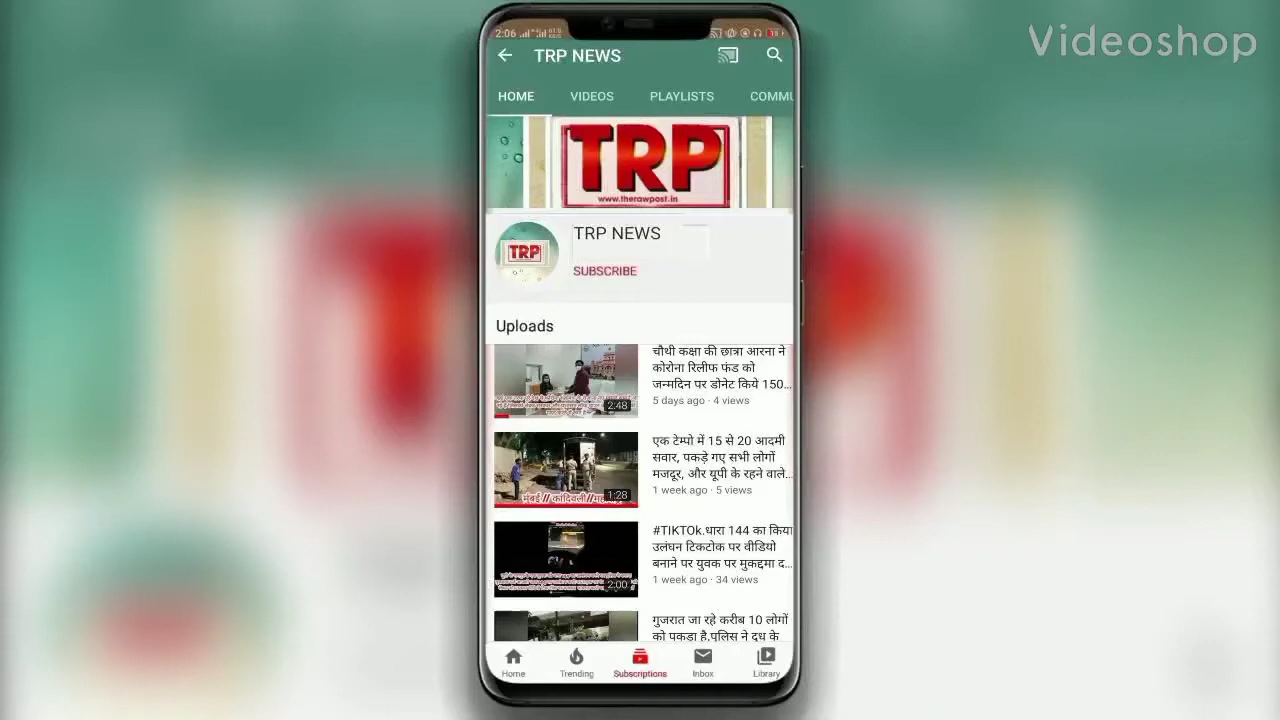 Videoshop
2:06
TRP NEWS
HOME VIDEOS PLAYLISTS COMMU
TRP
www.therawpost.in
TRP
TRP NEWS
SUBSCRIBE
Uploads
चौथी कक्षा की छात्रा आरना ने
कोरोना रिलीफ फंड को
जन्मदिन पर डोनेट किये 150...
5 days ago · 4 views
2:48
एक टेम्पो में 15 से 20 आदमी
सवार, पकड़े गए सभी लोगों
मजदूर, और यूपी के रहने वाले...
1 week ago · 5 views
1:28
मुंबई // कांदिवली//
#TIKTOk.धारा 144 का किया
उलंघन टिकटोक पर वीडियो
बनाने पर युवक पर मुकद्दमा द...
1 week ago · 34 views
2:00
गुजरात जा रहे करीब 10 लोगों
को पकड़ा है,पुलिस ने दूध के
Home Trending Subscriptions Inbox Library